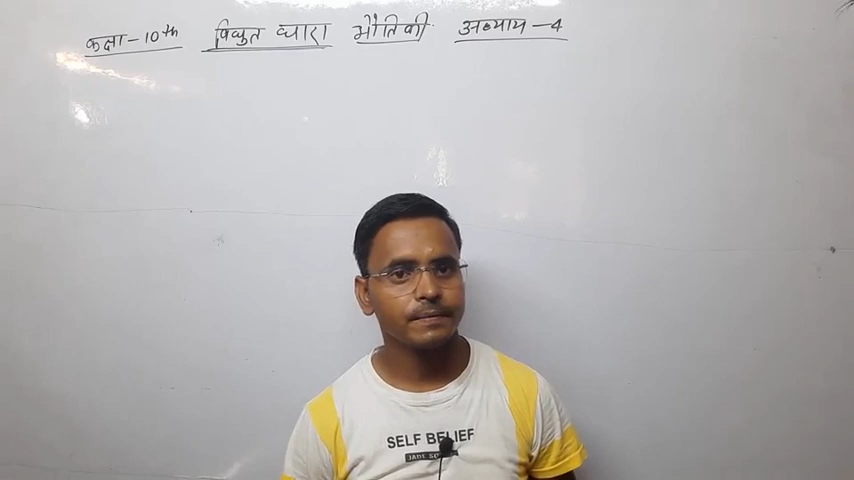 कक्षा-10th विद्युत धारा भौतिकी अध्याय-4
SELF BELIEF